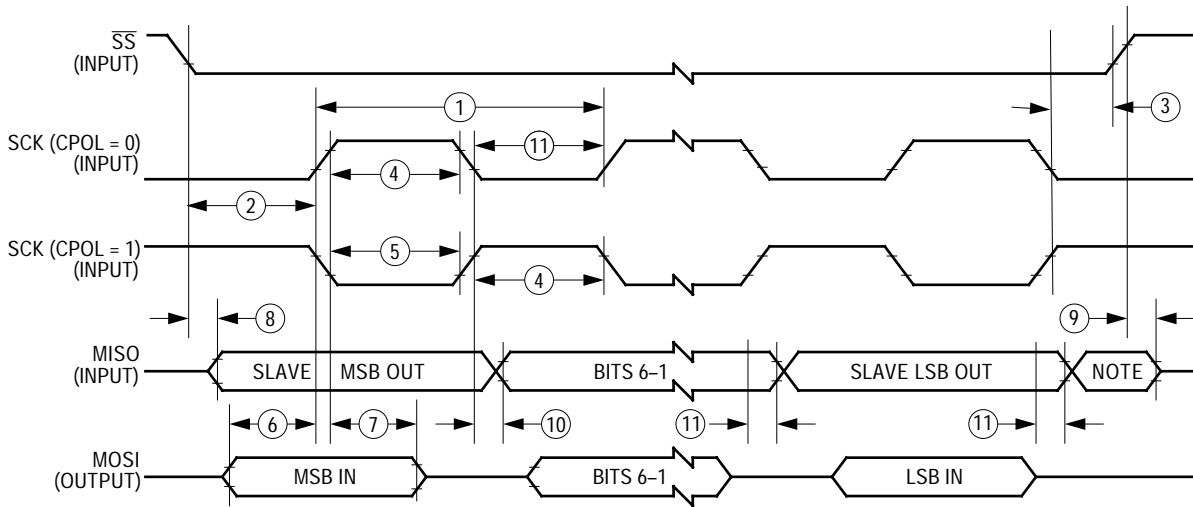 SS
(INPUT)
3
1
SCK (CPOL = 0)
(INPUT)
11
4
2
SCK (CPOL = 1)
(INPUT)
5
4
8
9
MISO
(INPUT)
SLAVE MSB OUT
BITS 6–1
SLAVE LSB OUT
NOTE
6
7
10
11
11
MOSI
(OUTPUT)
MSB IN
BITS 6–1
LSB IN